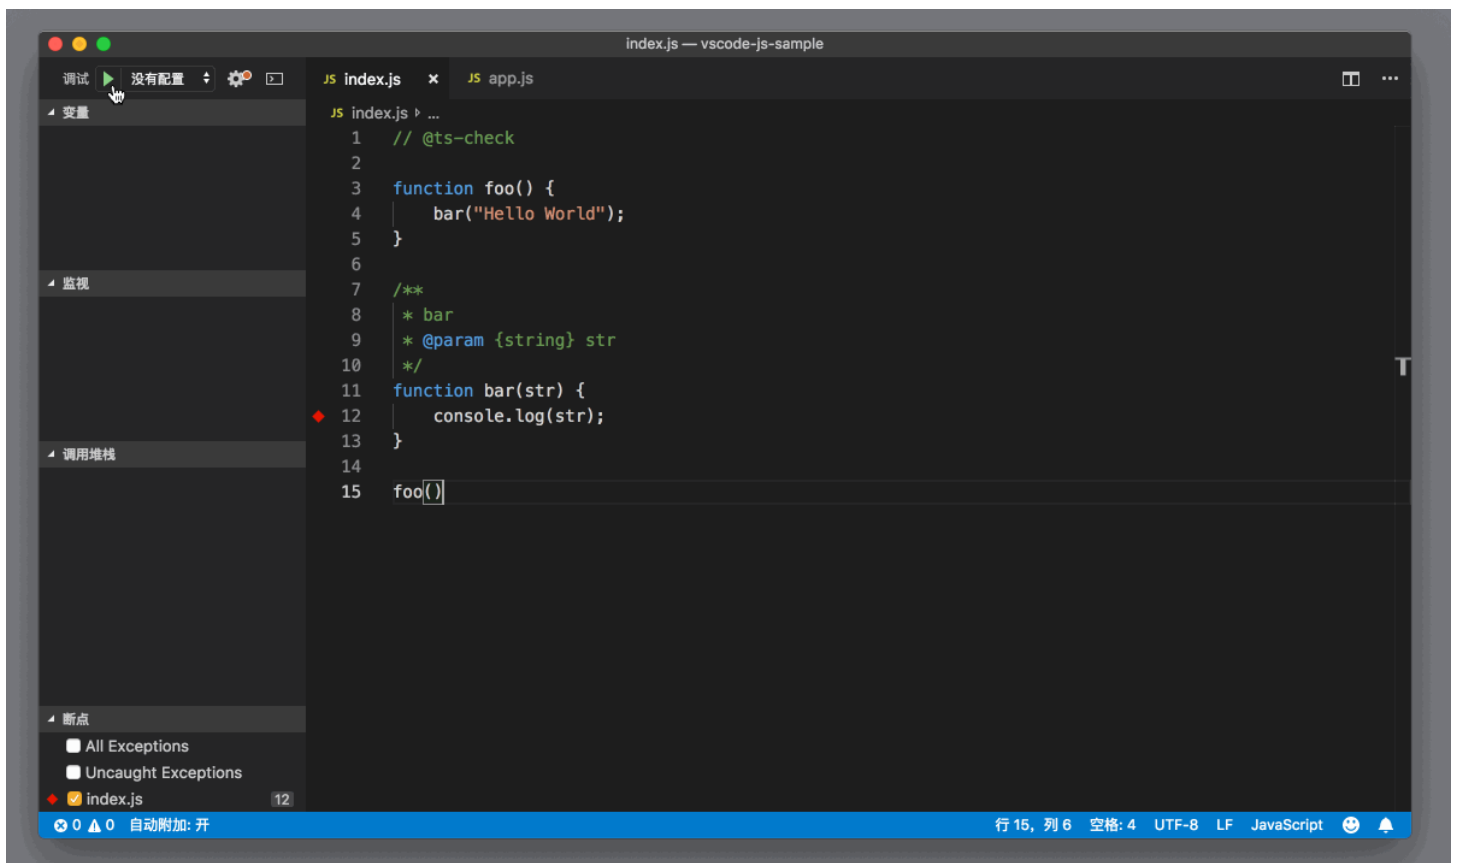 index.js — vscode-js-sample
调试 没有配置
JS index.js × JS app.js
变量
JS index.js ▷ ...
1 // @ts-check
2
3 function foo() {
4 bar("Hello World");
5 }
6
监视
7 /**
8 * bar
9 * @param {string} str
10 */
11 function bar(str) {
12 console.log(str);
13 }
调用堆栈
14
15 foo()
T
断点
All Exceptions
Uncaught Exceptions
index.js 12
0 0 自动附加: 开 行 15，列 6 空格: 4 UTF-8 LF JavaScript